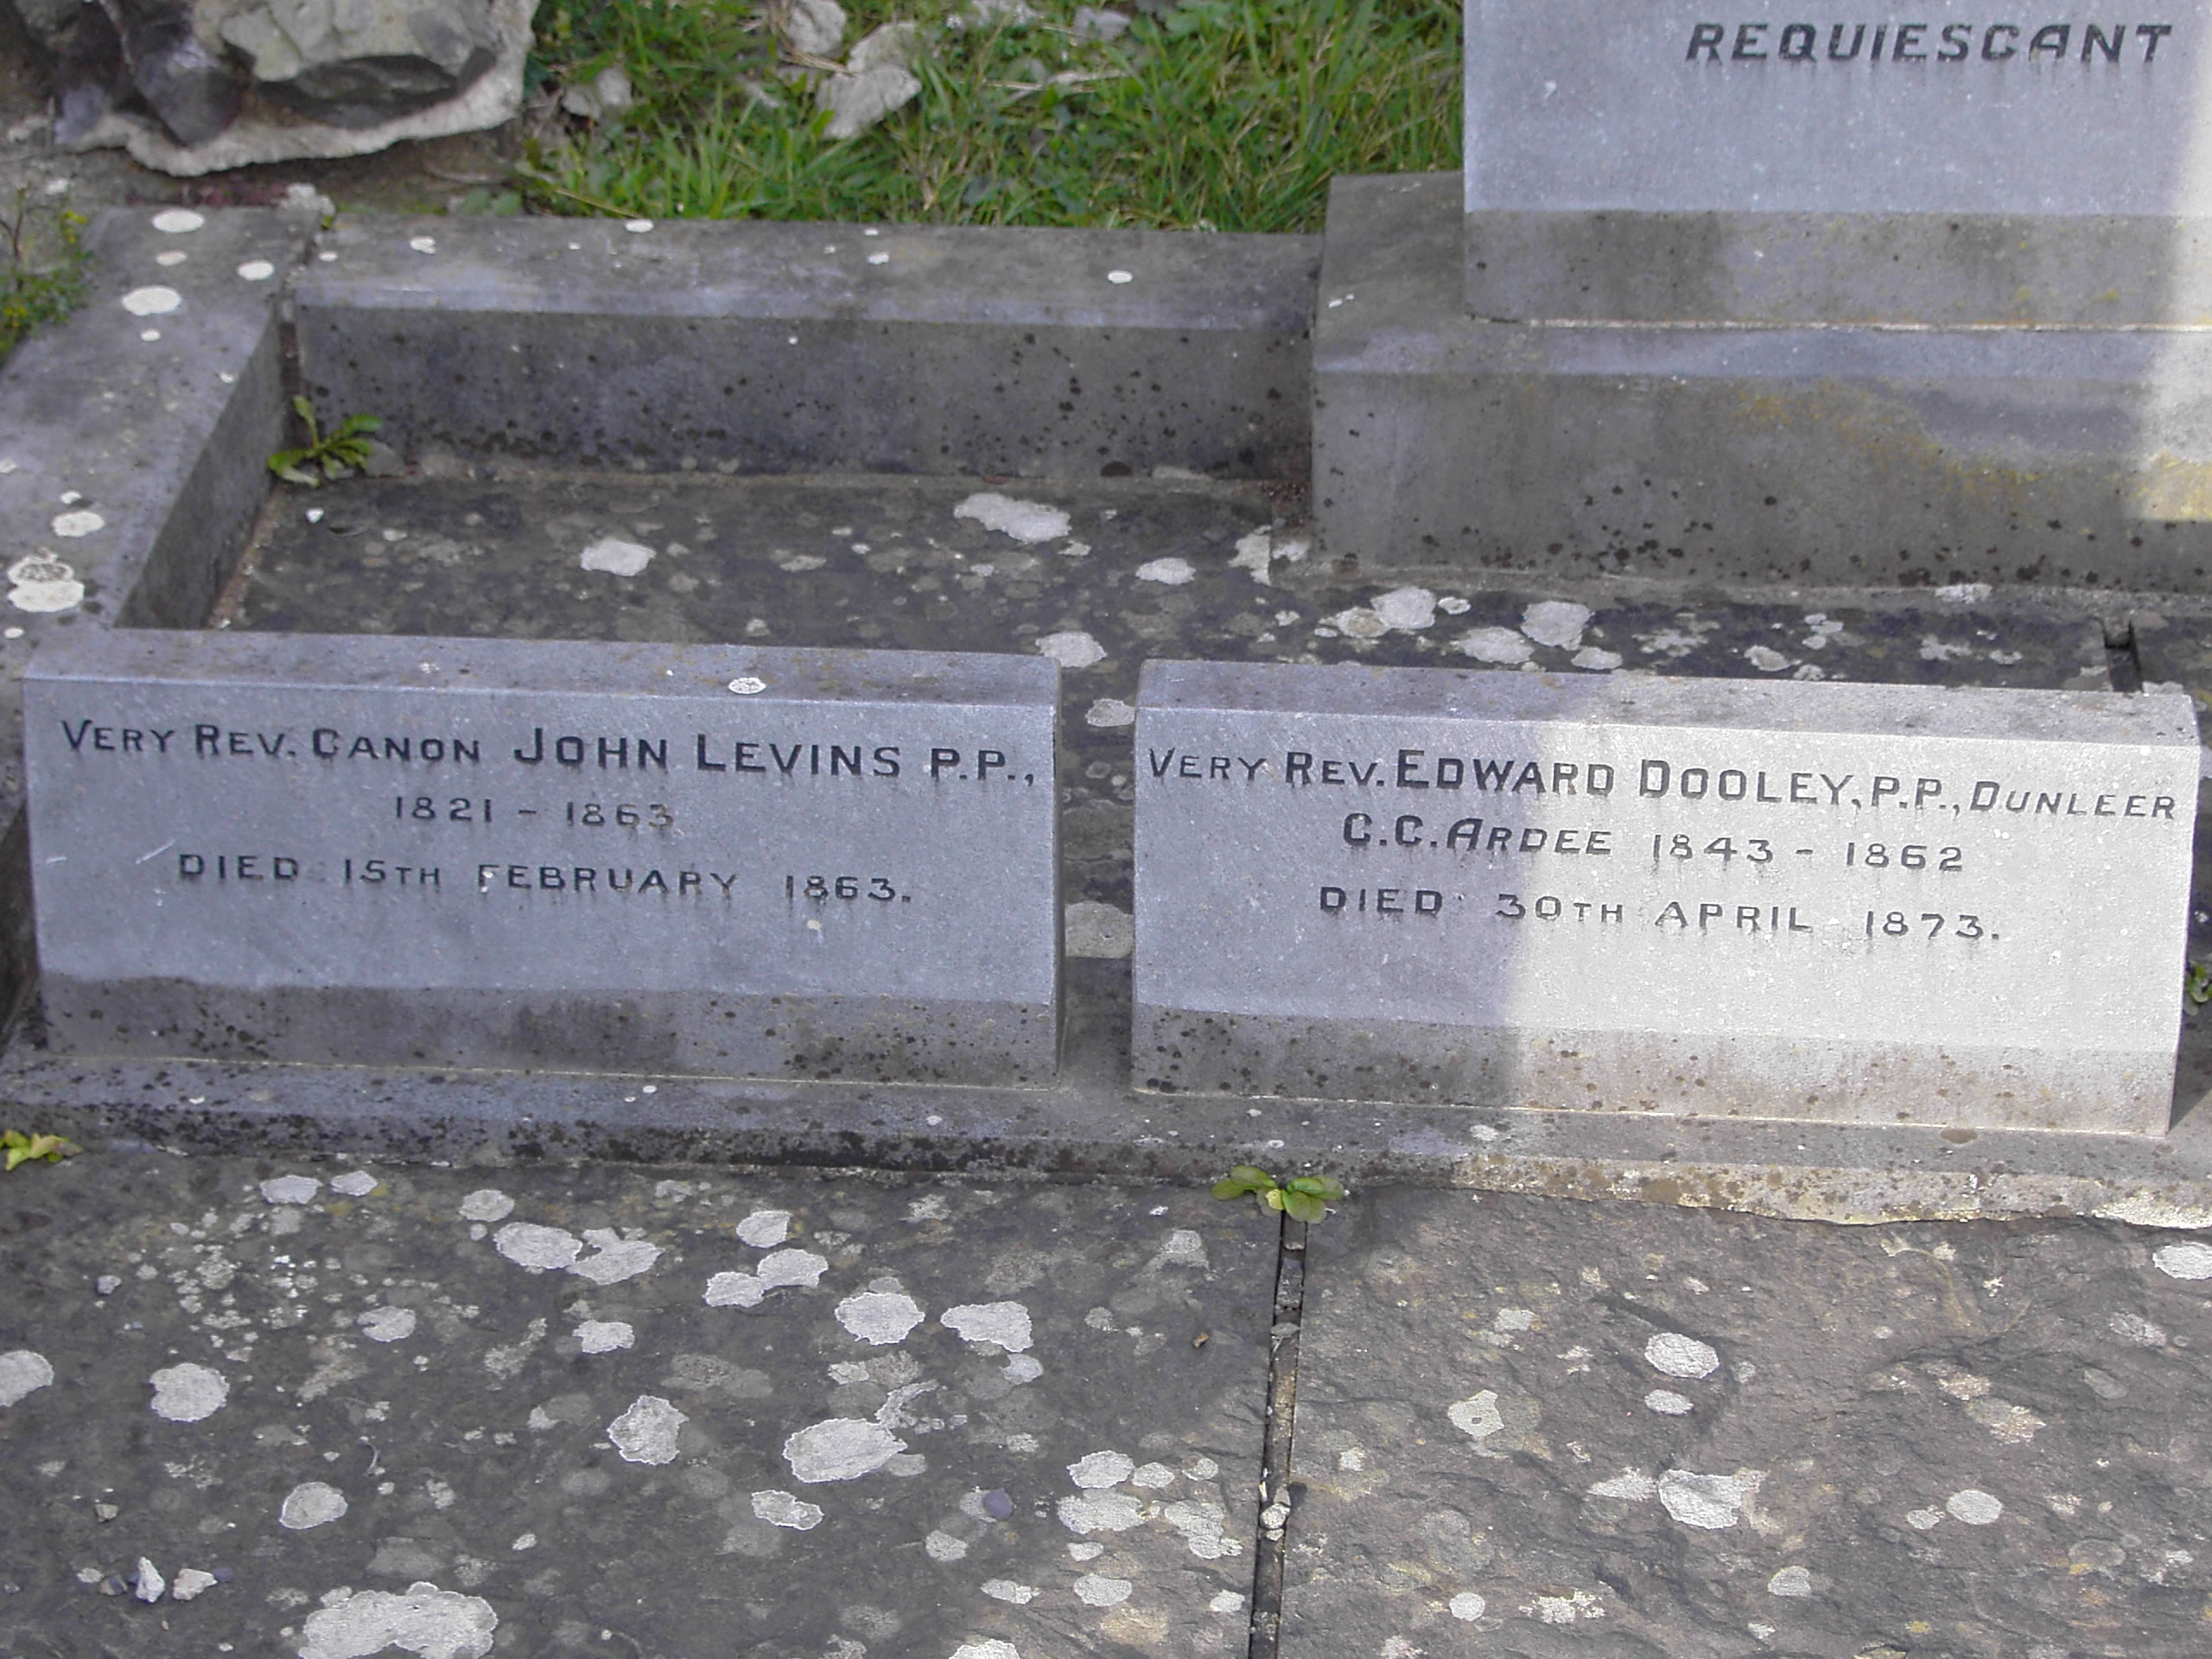 REQUIESCANT
VERY REV. CANON JOHN LEVINS P.P.,
1821 - 1863
DIED 15TH FEBRUARY 1863.
VERY REV. EDWARD DOOLEY, P.P., DUNLEER
C.C. ARDEE 1843 - 1862
DIED 30TH APRIL 1873.